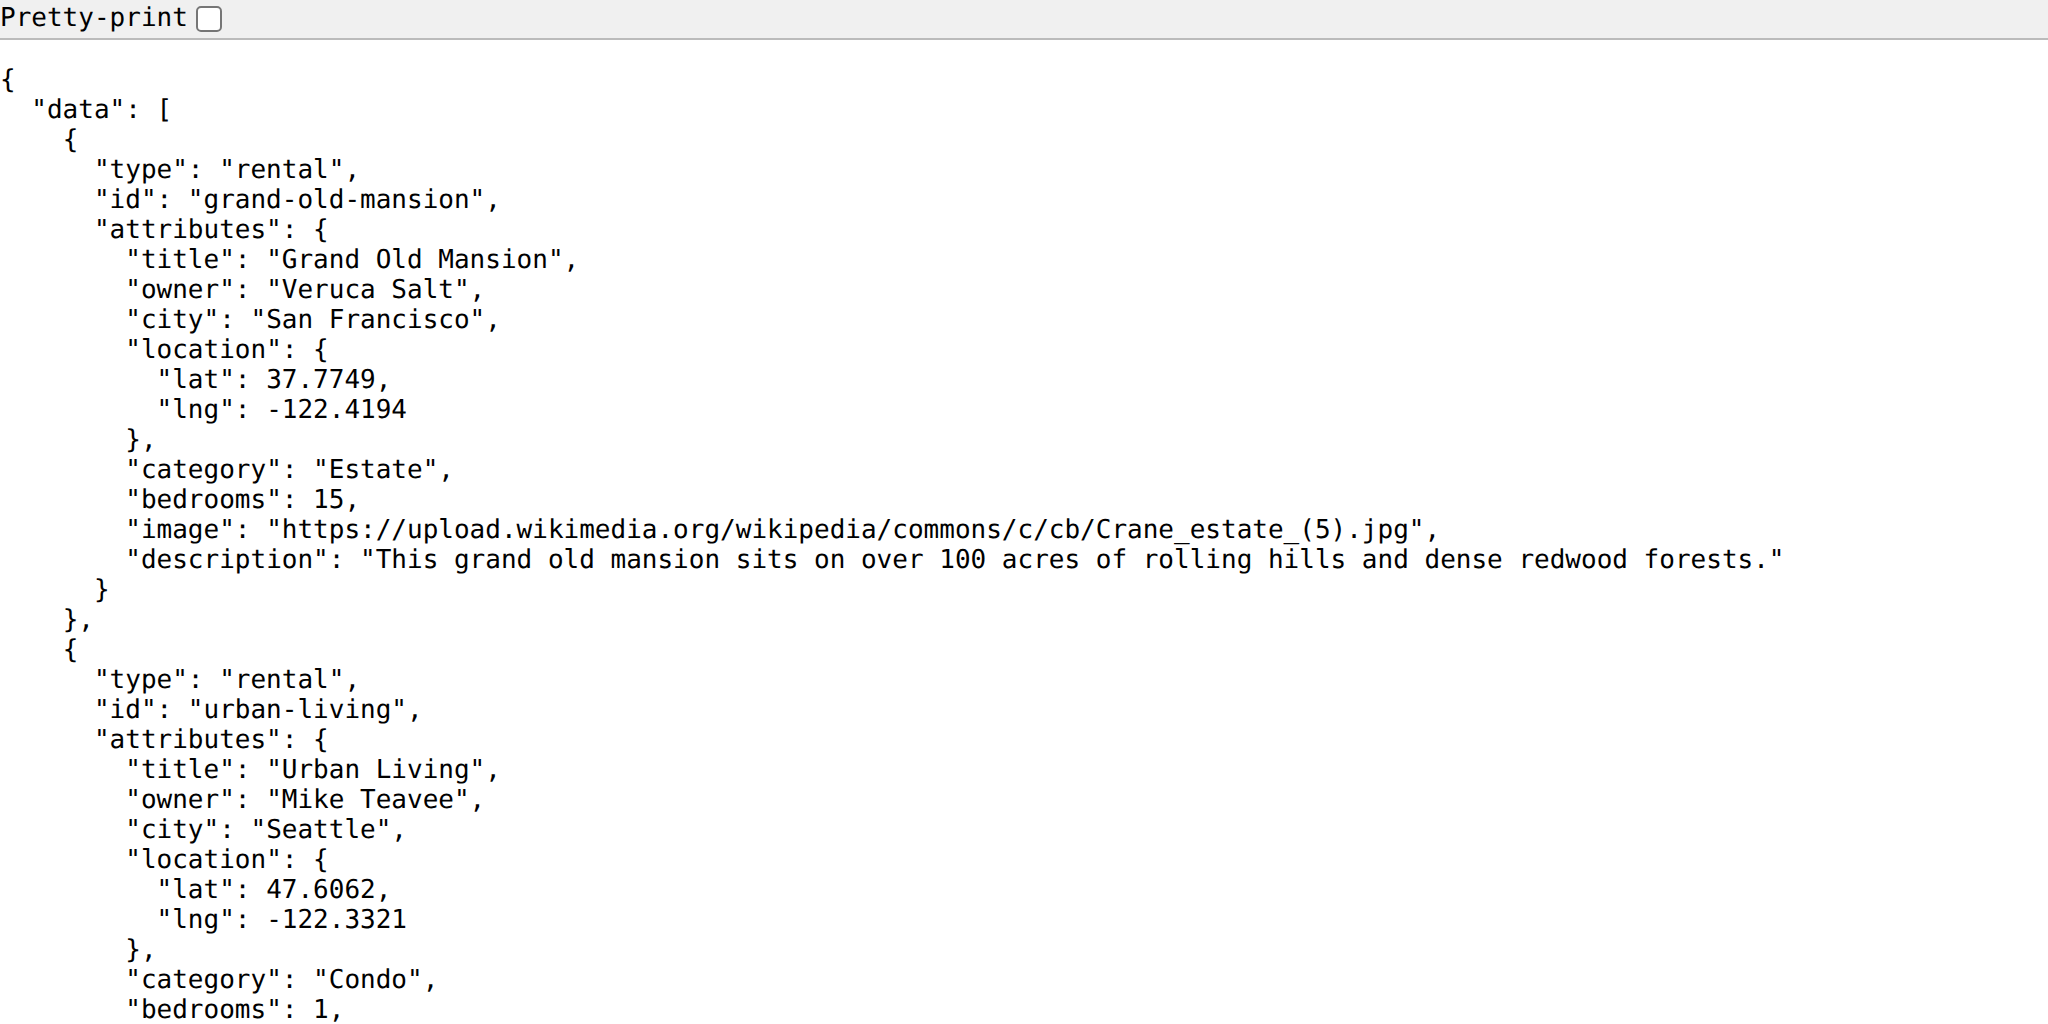 Pretty-print
{
  "data": [
    {
      "type": "rental",
      "id": "grand-old-mansion",
      "attributes": {
        "title": "Grand Old Mansion",
        "owner": "Veruca Salt",
        "city": "San Francisco",
        "location": {
          "lat": 37.7749,
          "lng": -122.4194
        },
        "category": "Estate",
        "bedrooms": 15,
        "image": "https://upload.wikimedia.org/wikipedia/commons/c/cb/Crane_estate_(5).jpg",
        "description": "This grand old mansion sits on over 100 acres of rolling hills and dense redwood forests."
      }
    },
    {
      "type": "rental",
      "id": "urban-living",
      "attributes": {
        "title": "Urban Living",
        "owner": "Mike Teavee",
        "city": "Seattle",
        "location": {
          "lat": 47.6062,
          "lng": -122.3321
        },
        "category": "Condo",
        "bedrooms": 1,